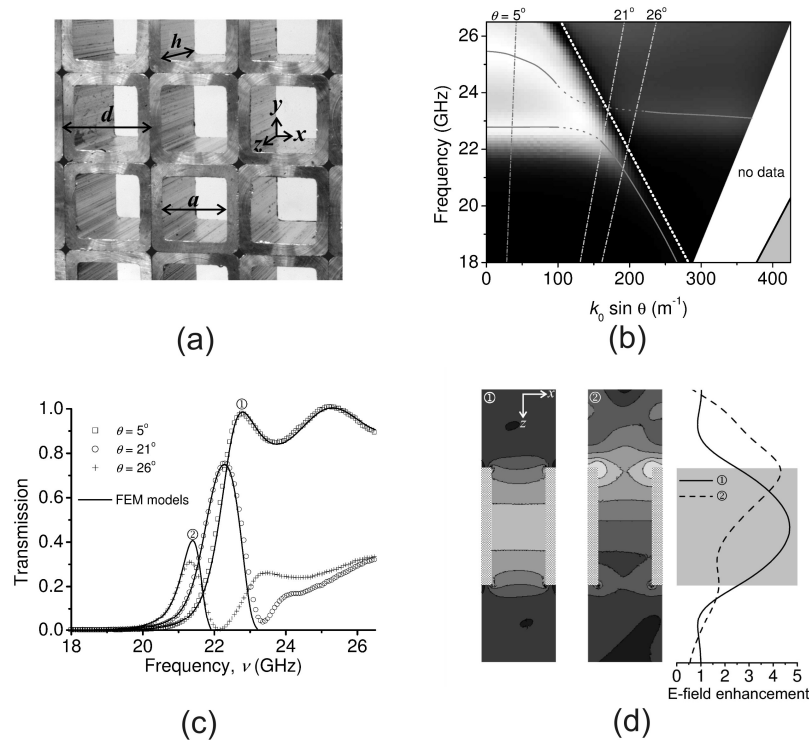 h
d
y
z
x
a
(a)
θ = 5°
21°
26°
26
24
22
20
18
Frequency (GHz)
no data
0
100
200
300
400
k₀ sin θ (m⁻¹)
(b)
1.0
0.8
0.6
0.4
0.2
0.0
Transmission
θ = 5°
θ = 21°
θ = 26°
FEM models
①
②
18
20
22
24
26
Frequency, ν (GHz)
(c)
①
x
z
②
①
②
0 1 2 3 4 5
E-field enhancement
(d)